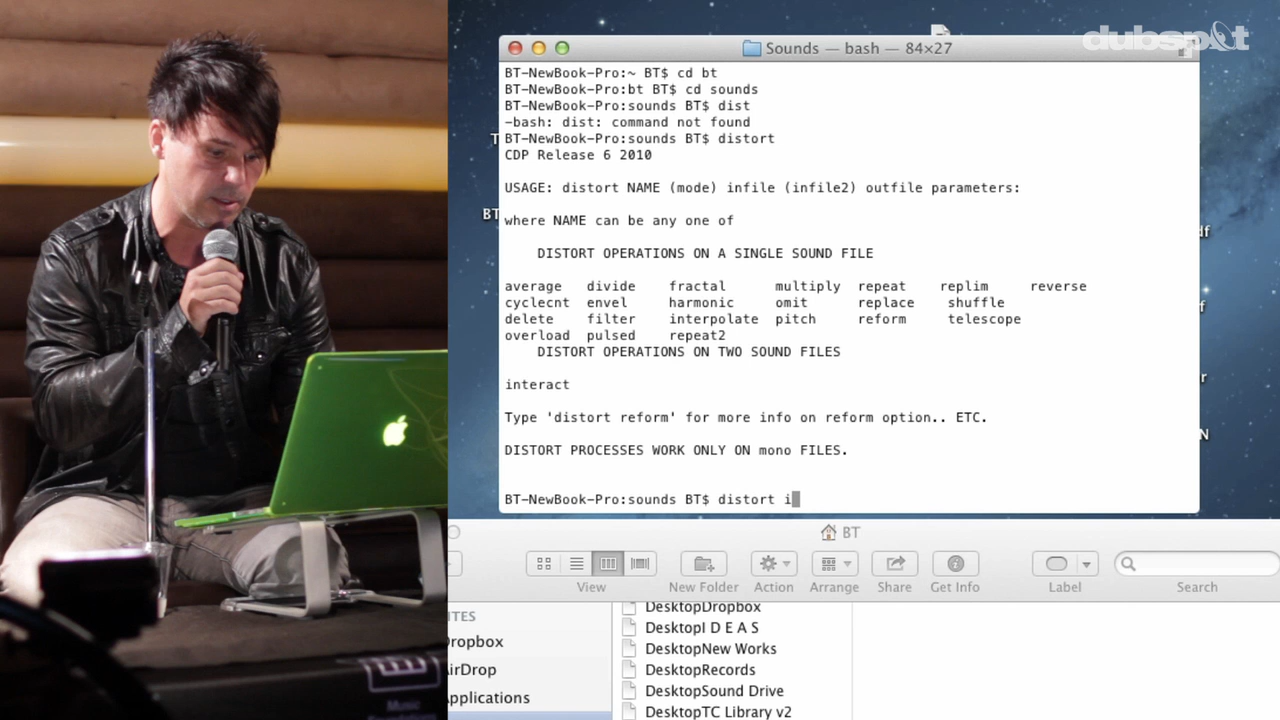 dubspot
Sounds — bash — 84×27
BT-NewBook-Pro:~ BT$ cd bt
BT-NewBook-Pro:bt BT$ cd sounds
BT-NewBook-Pro:sounds BT$ dist
-bash: dist: command not found
BT-NewBook-Pro:sounds BT$ distort
CDP Release 6 2010
USAGE: distort NAME (mode) infile (infile2) outfile parameters:
where NAME can be any one of
DISTORT OPERATIONS ON A SINGLE SOUND FILE
average divide fractal multiply repeat replim reverse
cyclecnt envel harmonic omit replace shuffle
delete filter interpolate pitch reform telescope
overload pulsed repeat2
DISTORT OPERATIONS ON TWO SOUND FILES
interact
Type 'distort reform' for more info on reform option.. ETC.
DISTORT PROCESSES WORK ONLY ON mono FILES.
BT-NewBook-Pro:sounds BT$ distort i
BT
BT
View New Folder Action Arrange Share Get Info Label Search
Search
ITES
ropbox
irDrop
pplications
DesktopDropbox
DesktopI D E A S
DesktopNew Works
DesktopRecords
DesktopSound Drive
DesktopTC Library v2
Music